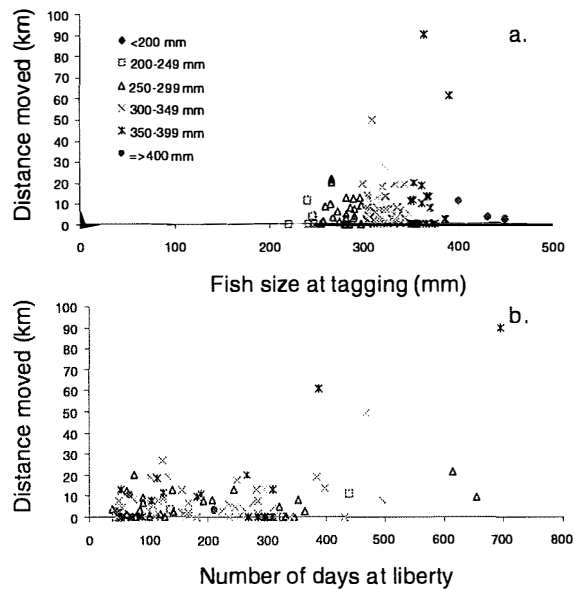 a.
Distance moved (km)
100
90
80
70
60
50
40
30
20
10
0
<200 mm
200-249 mm
250-299 mm
300-349 mm
350-399 mm
=>400 mm
0 100 200 300 400 500
Fish size at tagging (mm)
b.
Distance moved (km)
100
90
80
70
60
50
40
30
20
10
0
0 100 200 300 400 500 600 700 800
Number of days at liberty